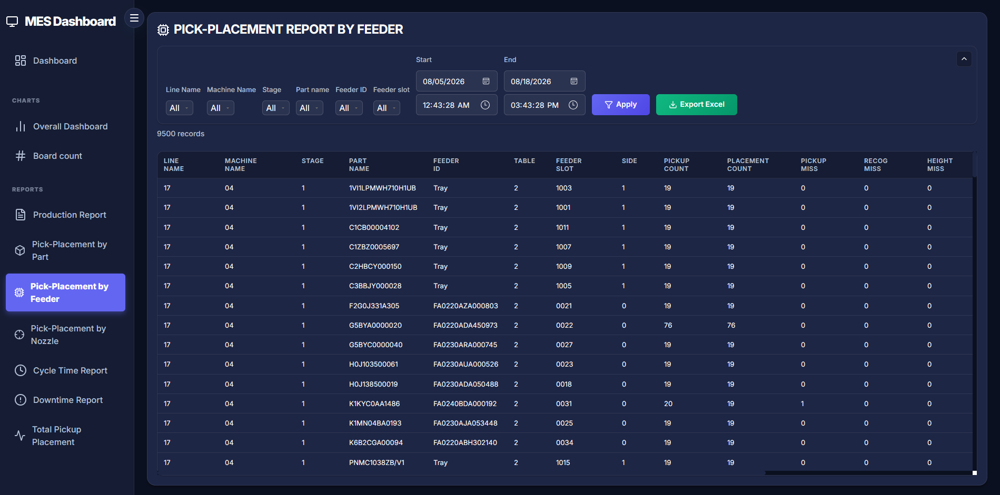 MES Dashboard
Dashboard
CHARTS
Overall Dashboard
Board count
REPORTS
Production Report
Pick-Placement by
Part
Pick-Placement by
Feeder
Pick-Placement by
Nozzle
Cycle Time Report
Downtime Report
Total Pickup
Placement
PICK-PLACEMENT REPORT BY FEEDER
Start End
08/05/2026 08/18/2026
Line Name Machine Name Stage Part name Feeder ID Feeder slot
All All All All All All 12:43:28 AM 03:43:28 PM Apply Export Excel
9500 records
LINE NAME MACHINE NAME STAGE PART NAME FEEDER ID TABLE FEEDER SLOT SIDE PICKUP COUNT PLACEMENT COUNT PICKUP MISS RECOG MISS HEIGHT MISS
17 04 1 1VI1LPMWH710H1UB Tray 2 1003 1 19 19 0 0 0
17 04 1 1VI2LPMWH710H1UB Tray 2 1001 1 19 19 0 0 0
17 04 1 C1CB00004102 Tray 2 1011 1 19 19 0 0 0
17 04 1 C1ZBZ0005697 Tray 2 1007 1 19 19 0 0 0
17 04 1 C2HBCY000150 Tray 2 1009 1 19 19 0 0 0
17 04 1 C3BBJY000028 Tray 2 1005 1 19 19 0 0 0
17 04 1 F2G0J331A305 FA0220AZA000803 2 0021 0 19 19 0 0 0
17 04 1 G5BYA0000020 FA0220ADA450973 2 0022 0 76 76 0 0 0
17 04 1 G5BYC0000040 FA0230ARA000745 2 0027 0 19 19 0 0 0
17 04 1 H0J103500061 FA0230AUA000526 2 0023 0 19 19 0 0 0
17 04 1 H0J138500019 FA0230ADA050488 2 0018 0 19 19 0 0 0
17 04 1 K1KYC0AA1486 FA0240BDA000192 2 0031 0 20 19 1 0 0
17 04 1 K1MN04BA0193 FA0230AJA053448 2 0025 0 19 19 0 0 0
17 04 1 K6B2CGA00094 FA0220ABH302140 2 0034 0 19 19 0 0 0
17 04 1 PNMC1038ZB/V1 Tray 2 1015 1 19 19 0 0 0